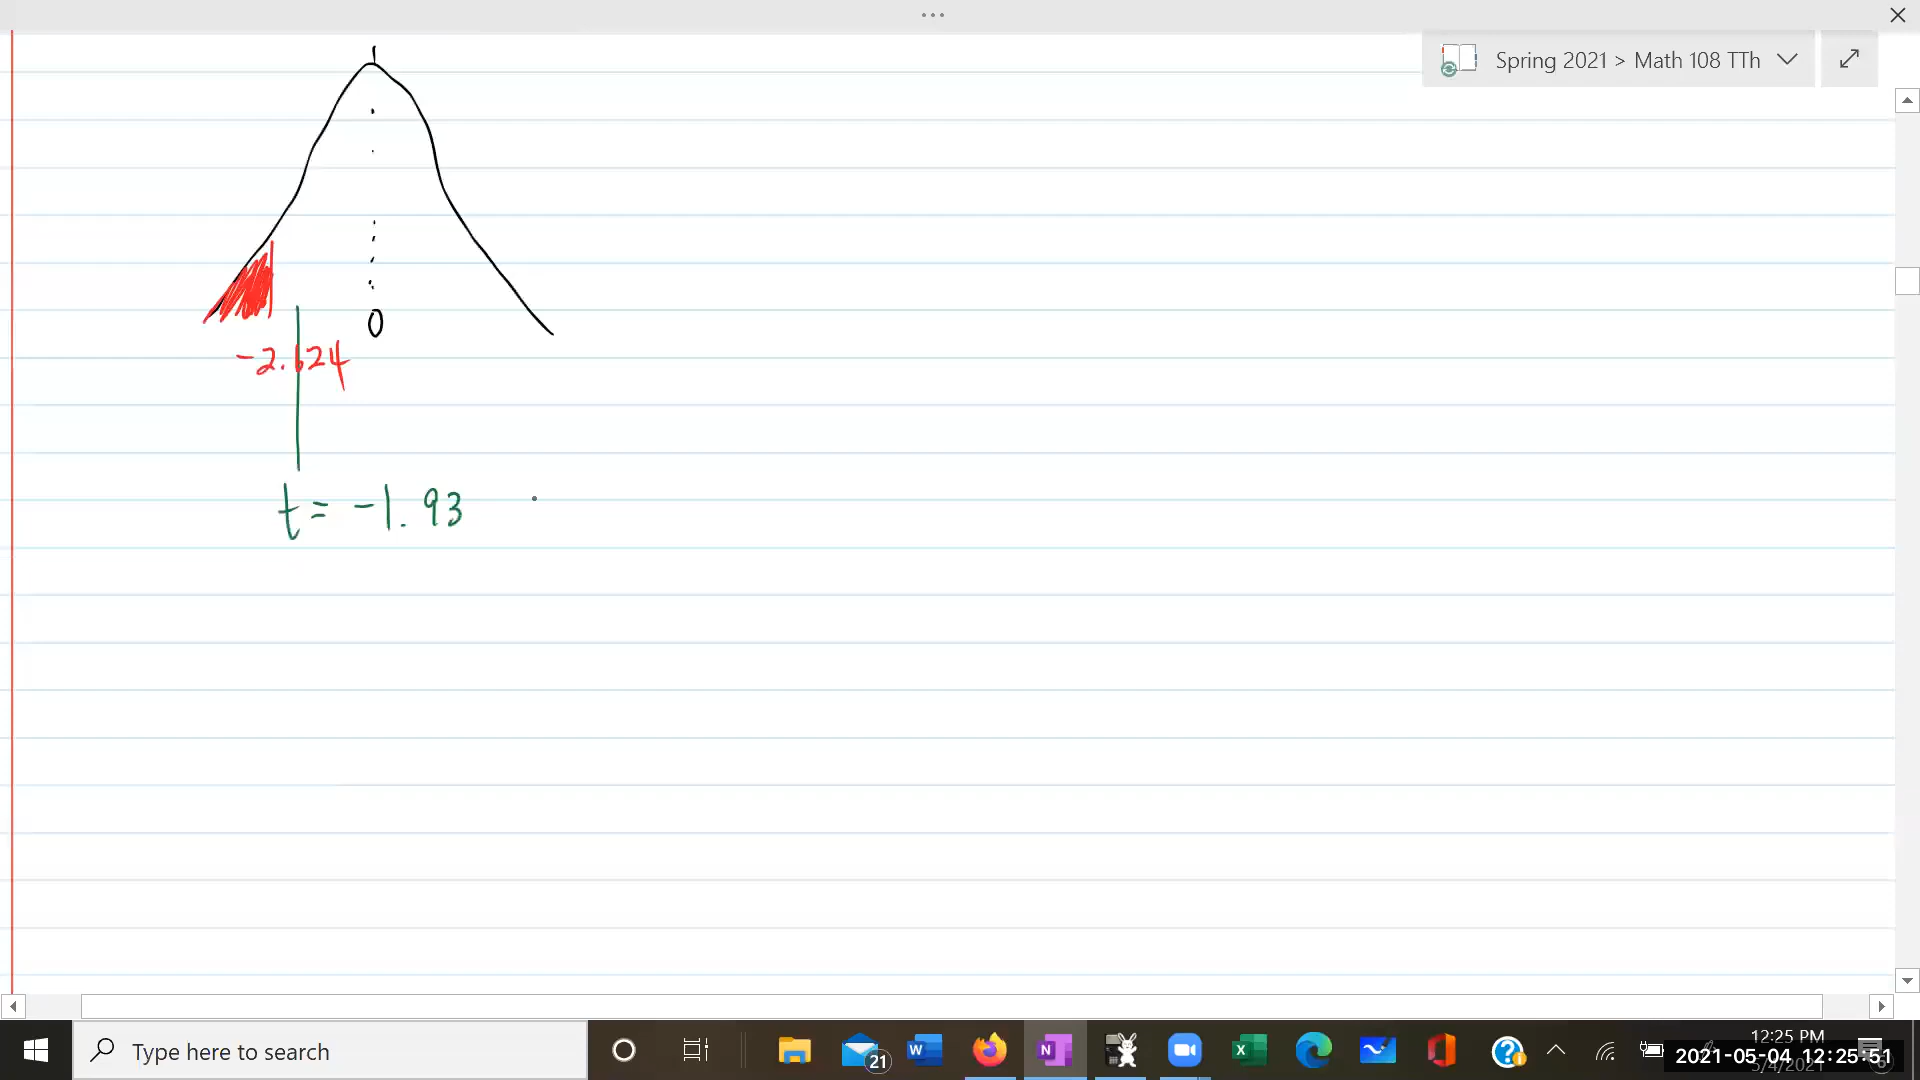 ...
Spring 2021 > Math 108 TTh
0
-2.624
t = -1.93
Type here to search
21
12:25 PM
2021-05-04 12:25:51